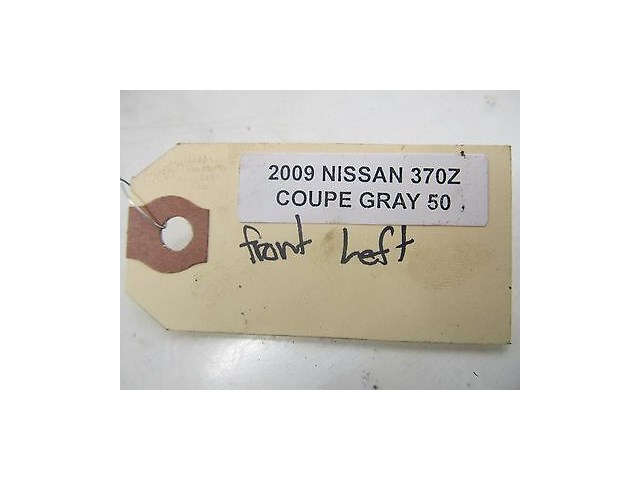 2009 NISSAN 370Z
COUPE GRAY 50
front Left